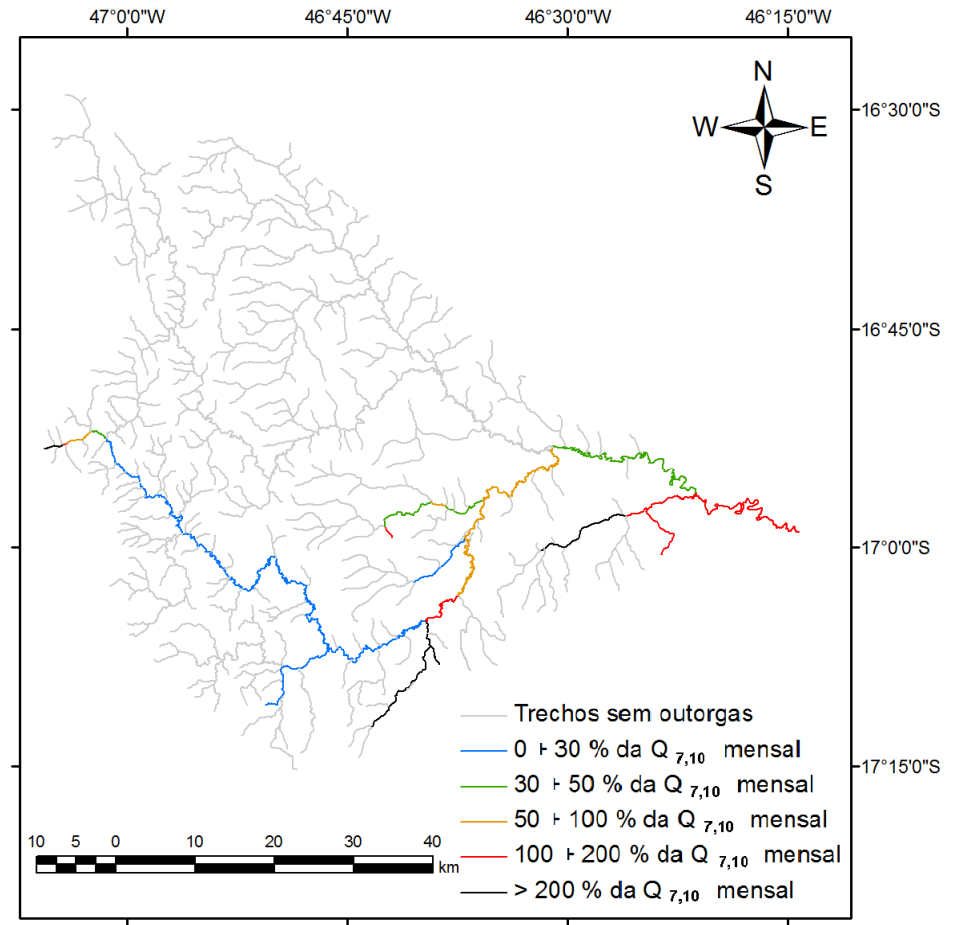 47°0'0"W 46°45'0"W 46°30'0"W 46°15'0"W
N
W E
S
16°30'0"S
16°45'0"S
17°0'0"S
17°15'0"S
Trechos sem outorgas
0 ⊦ 30 % da Q 7,10 mensal
30 ⊦ 50 % da Q 7,10 mensal
50 ⊦ 100 % da Q 7,10 mensal
100 ⊦ 200 % da Q 7,10 mensal
> 200 % da Q 7,10 mensal
10 5 0 10 20 30 40
km